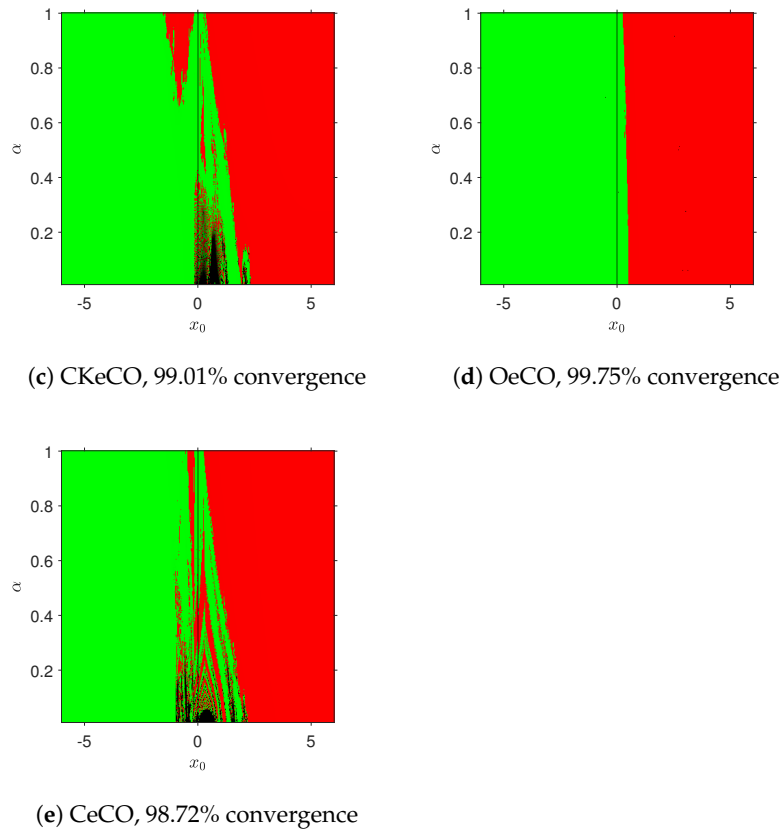 1
0.8
0.6
α
0.4
0.2
-5 0 5
x₀
1
0.8
0.6
α
0.4
0.2
-5 0 5
x₀
(c) CKeCO, 99.01% convergence
(d) OeCO, 99.75% convergence
1
0.8
0.6
α
0.4
0.2
-5 0 5
x₀
(e) CeCO, 98.72% convergence